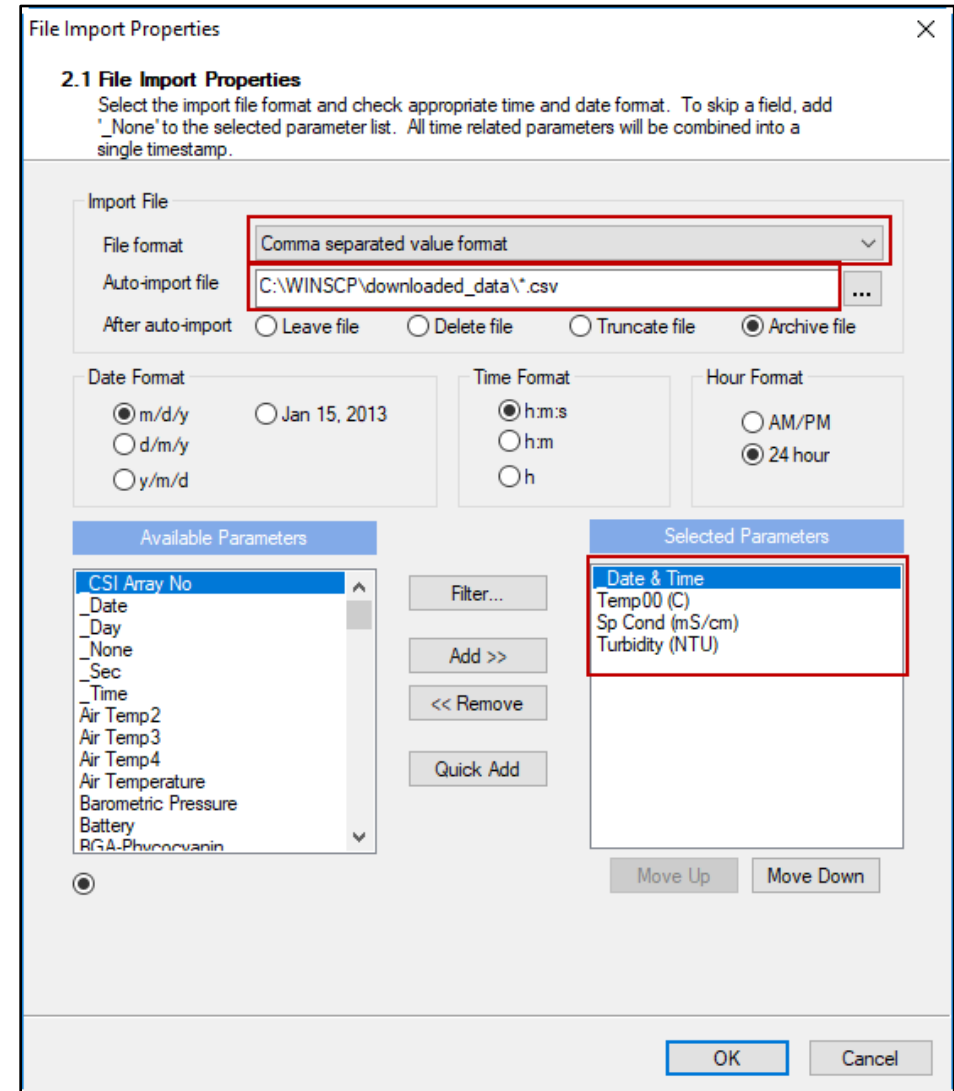 File Import Properties
2.1 File Import Properties
Select the import file format and check appropriate time and date format. To skip a field, add
'_None' to the selected parameter list. All time related parameters will be combined into a
single timestamp.
Import File
File format
Comma separated value format
Auto-import file
C:\WINSCP\downloaded_data\*.csv
...
After auto-import
Leave file
Delete file
Truncate file
Archive file
Date Format
m/d/y
Jan 15, 2013
d/m/y
y/m/d
Time Format
h:m:s
h:m
h
Hour Format
AM/PM
24 hour
Available Parameters
_CSI Array No
_Date
_Day
_None
_Sec
_Time
Air Temp2
Air Temp3
Air Temp4
Air Temperature
Barometric Pressure
Battery
BGA-Phycocyanin
Filter...
Add >>
<< Remove
Quick Add
Selected Parameters
_Date & Time
Temp00 (C)
Sp Cond (mS/cm)
Turbidity (NTU)
Move Up
Move Down
OK
Cancel